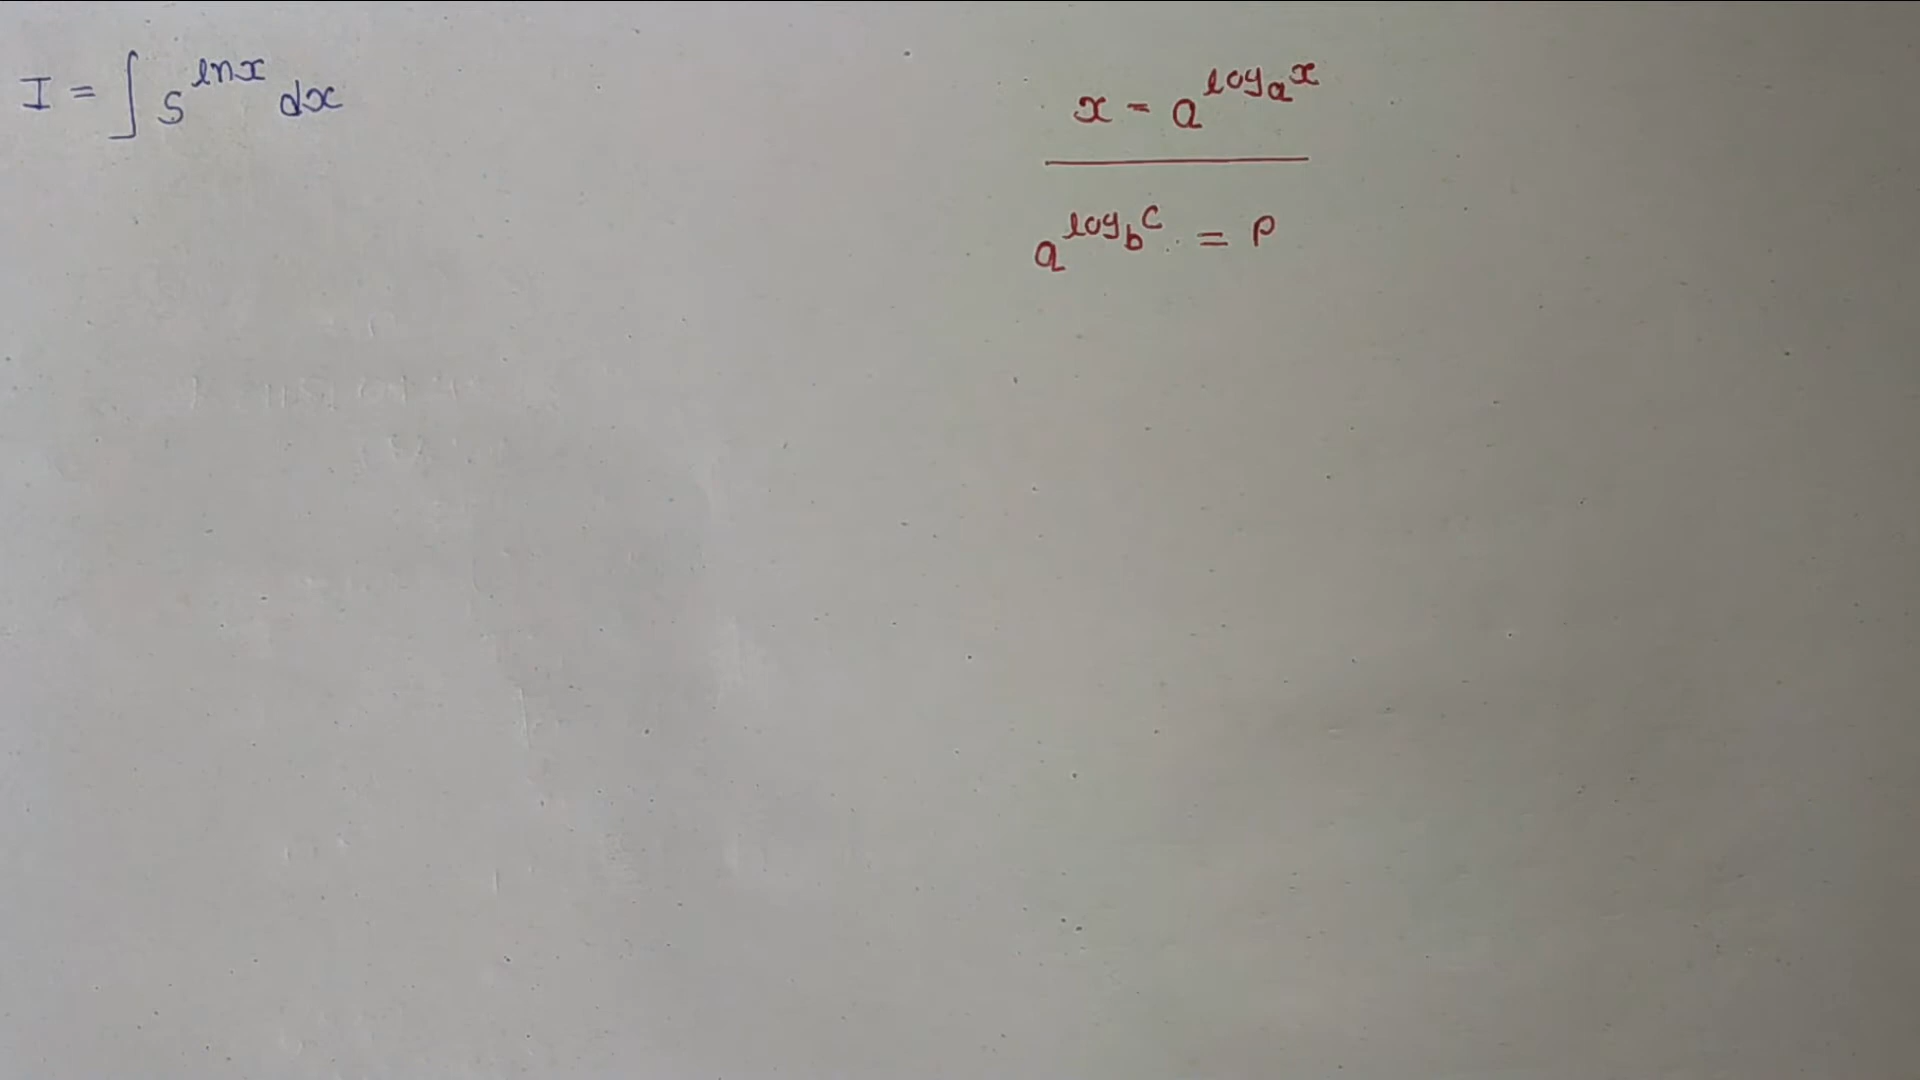 I = ∫ 5^{ln x} dx
x = a^{log_a x}
a^{log_b c} = P